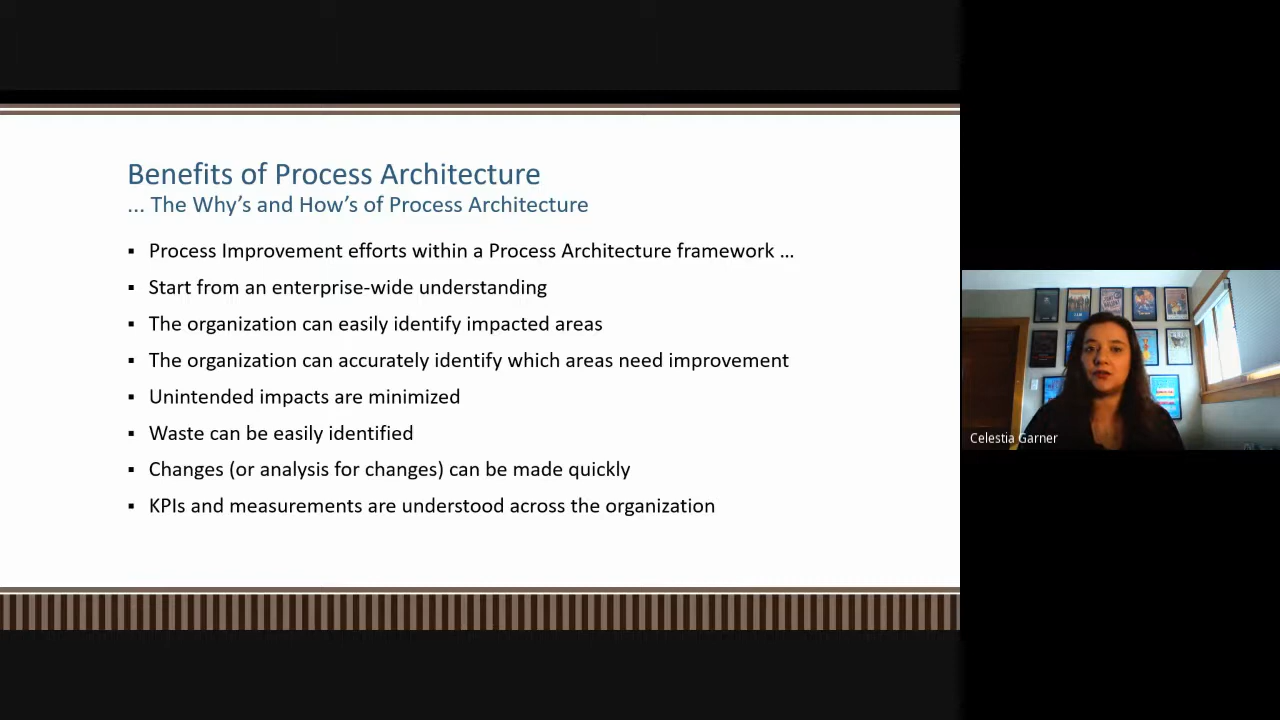 Benefits of Process Architecture
... The Why’s and How’s of Process Architecture
▪ Process Improvement efforts within a Process Architecture framework …
▪ Start from an enterprise-wide understanding
▪ The organization can easily identify impacted areas
▪ The organization can accurately identify which areas need improvement
▪ Unintended impacts are minimized
▪ Waste can be easily identified
▪ Changes (or analysis for changes) can be made quickly
▪ KPIs and measurements are understood across the organization
Celestia Garner